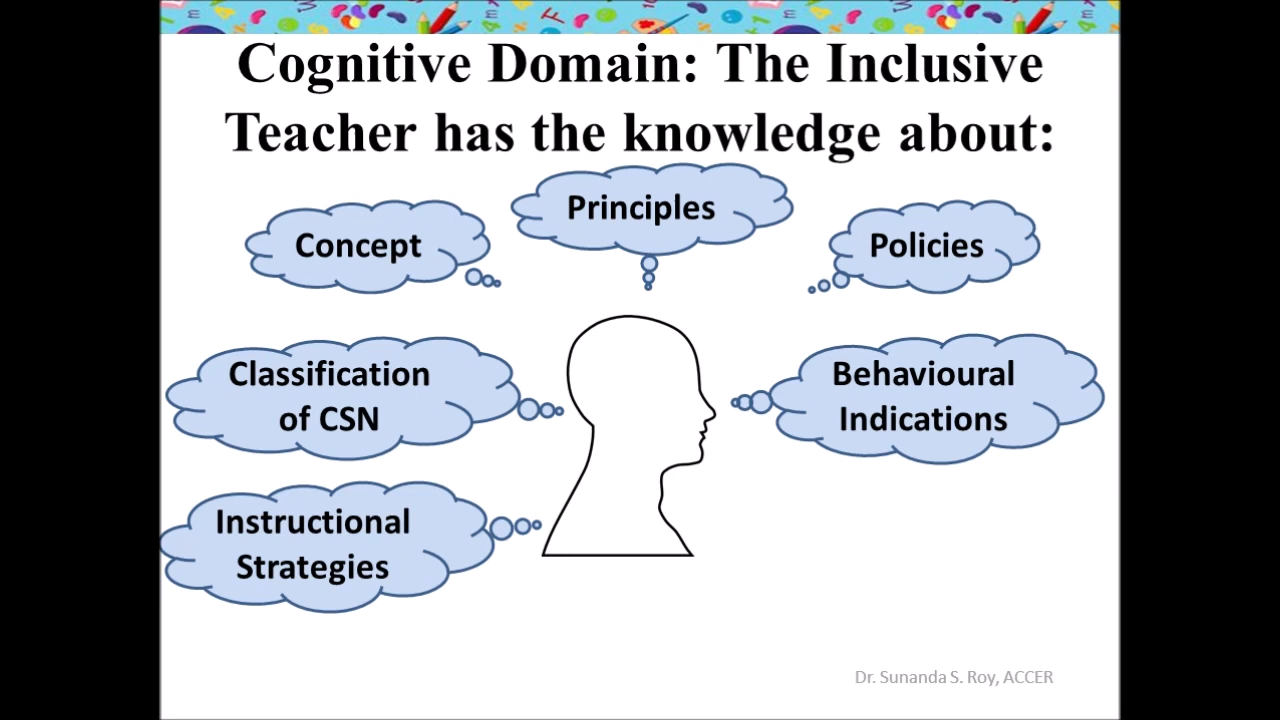 Cognitive Domain: The Inclusive
Teacher has the knowledge about:
Principles
Concept
Policies
Classification
of CSN
Behavioural
Indications
Instructional
Strategies
Dr. Sunanda S. Roy, ACCER